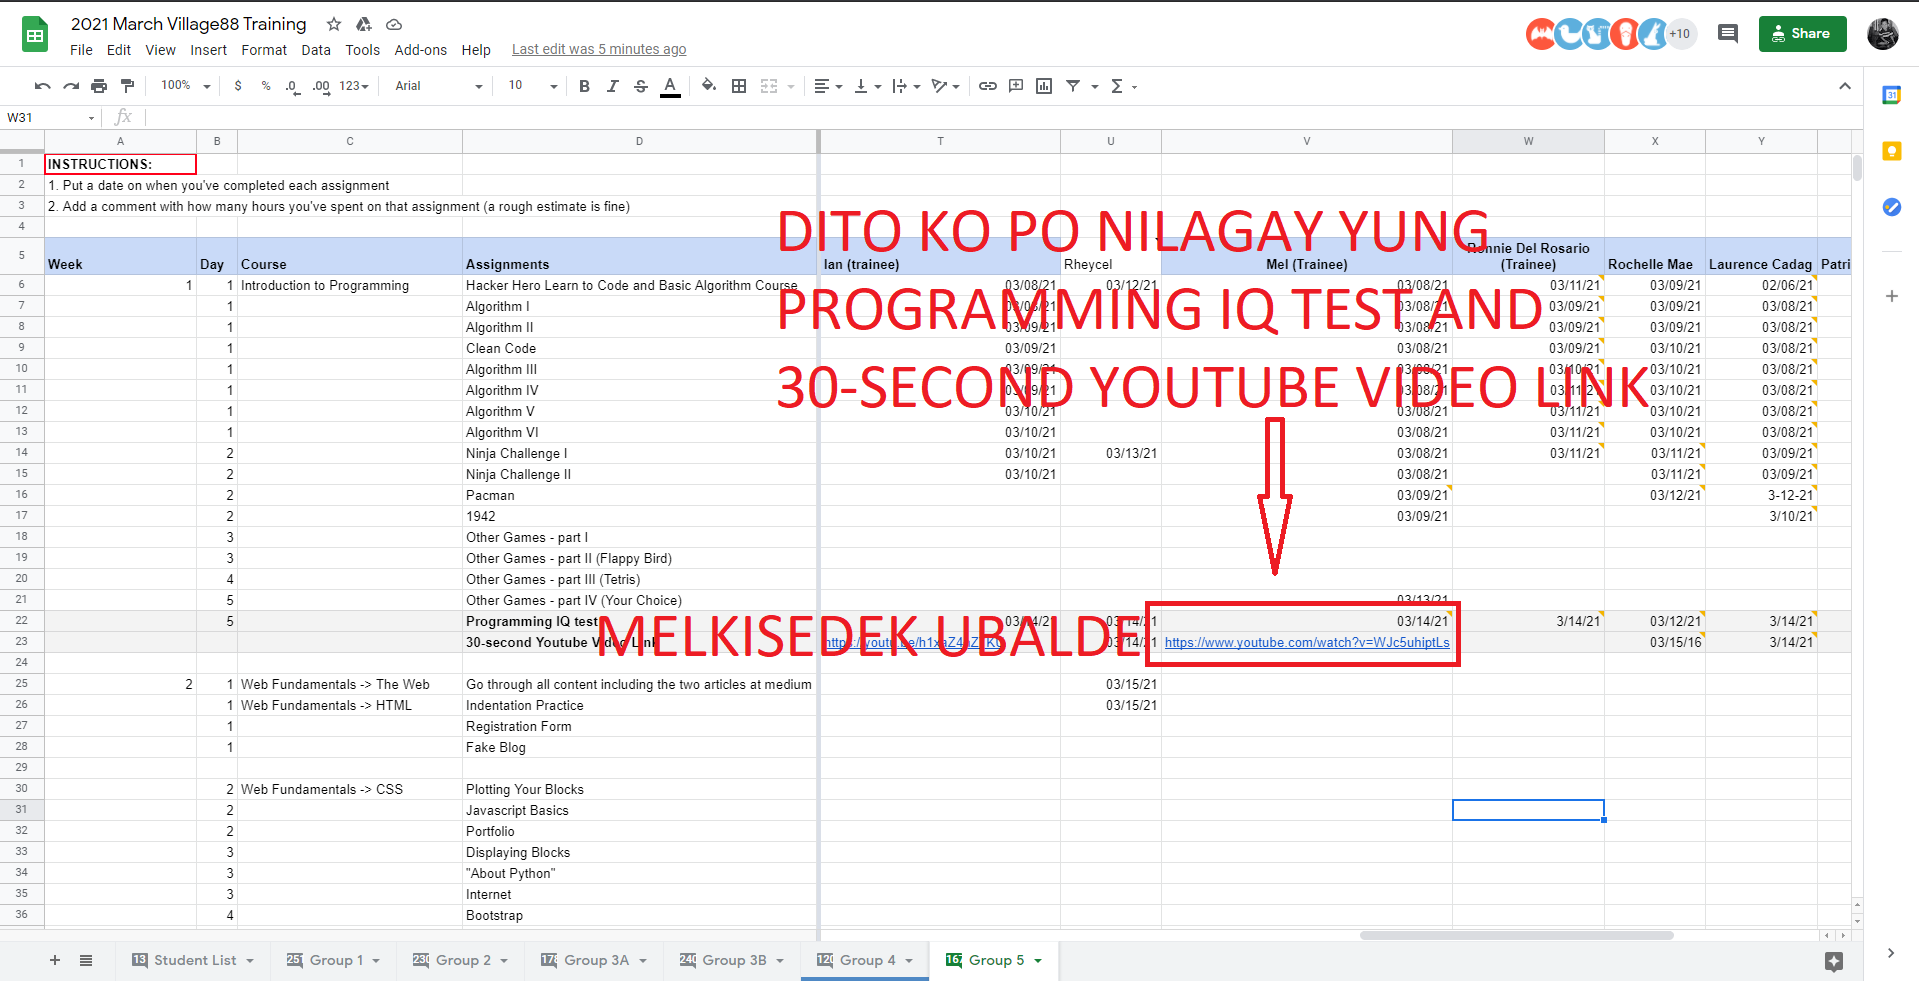 2021 March Village88 Training
File Edit View Insert Format Data Tools Add-ons Help Last edit was 5 minutes ago
+10
Share
100% $ % .0 .00 123 Arial 10 B I S A
W31 fx
A B C D T U V W X Y
1 INSTRUCTIONS:
2 1. Put a date on when you've completed each assignment
3 2. Add a comment with how many hours you've spent on that assignment (a rough estimate is fine)
4
DITO KO PO NILAGAY YUNG
PROGRAMMING IQ TEST AND
30-SECOND YOUTUBE VIDEO LINK
MELKISEDEK UBALDE
5 Week Day Course Assignments Ian (trainee) Rheycel Mel (Trainee) Ronnie Del Rosario (Trainee) Rochelle Mae Laurence Cadag Patri
6 1 1 Introduction to Programming Hacker Hero Learn to Code and Basic Algorithm Course 03/08/21 03/12/21 03/08/21 03/11/21 03/09/21 02/06/21
7 1 Algorithm I 03/08/21 03/09/21 03/09/21 03/08/21
8 1 Algorithm II 03/09/21 03/08/21 03/09/21 03/09/21 03/08/21
9 1 Clean Code 03/09/21 03/08/21 03/09/21 03/10/21 03/08/21
10 1 Algorithm III 03/09/21 03/08/21 03/10/21 03/10/21 03/08/21
11 1 Algorithm IV 03/09/21 03/08/21 03/11/21 03/10/21 03/08/21
12 1 Algorithm V 03/10/21 03/08/21 03/11/21 03/10/21 03/08/21
13 1 Algorithm VI 03/10/21 03/08/21 03/11/21 03/10/21 03/08/21
14 2 Ninja Challenge I 03/10/21 03/13/21 03/08/21 03/11/21 03/11/21 03/09/21
15 2 Ninja Challenge II 03/10/21 03/08/21 03/11/21 03/09/21
16 2 Pacman 03/09/21 03/12/21 3-12-21
17 2 1942 03/09/21 3/10/21
18 3 Other Games - part I
19 3 Other Games - part II (Flappy Bird)
20 4 Other Games - part III (Tetris)
21 5 Other Games - part IV (Your Choice) 03/13/21
22 5 Programming IQ test 03/14/21 03/14/21 3/14/21 03/12/21 3/14/21
23 30-second Youtube Video Link 03/14/21 https://www.youtube.com/watch?v=WJc5uhiptLs 03/15/16 3/14/21
24
25 2 1 Web Fundamentals -> The Web Go through all content including the two articles at medium 03/15/21
26 1 Web Fundamentals -> HTML Indentation Practice 03/15/21
27 1 Registration Form
28 1 Fake Blog
29
30 2 Web Fundamentals -> CSS Plotting Your Blocks
31 2 Javascript Basics
32 2 Portfolio
33 3 Displaying Blocks
34 3 "About Python"
35 3 Internet
36 4 Bootstrap
13 Student List Group 1 Group 2 Group 3A Group 3B Group 4 Group 5